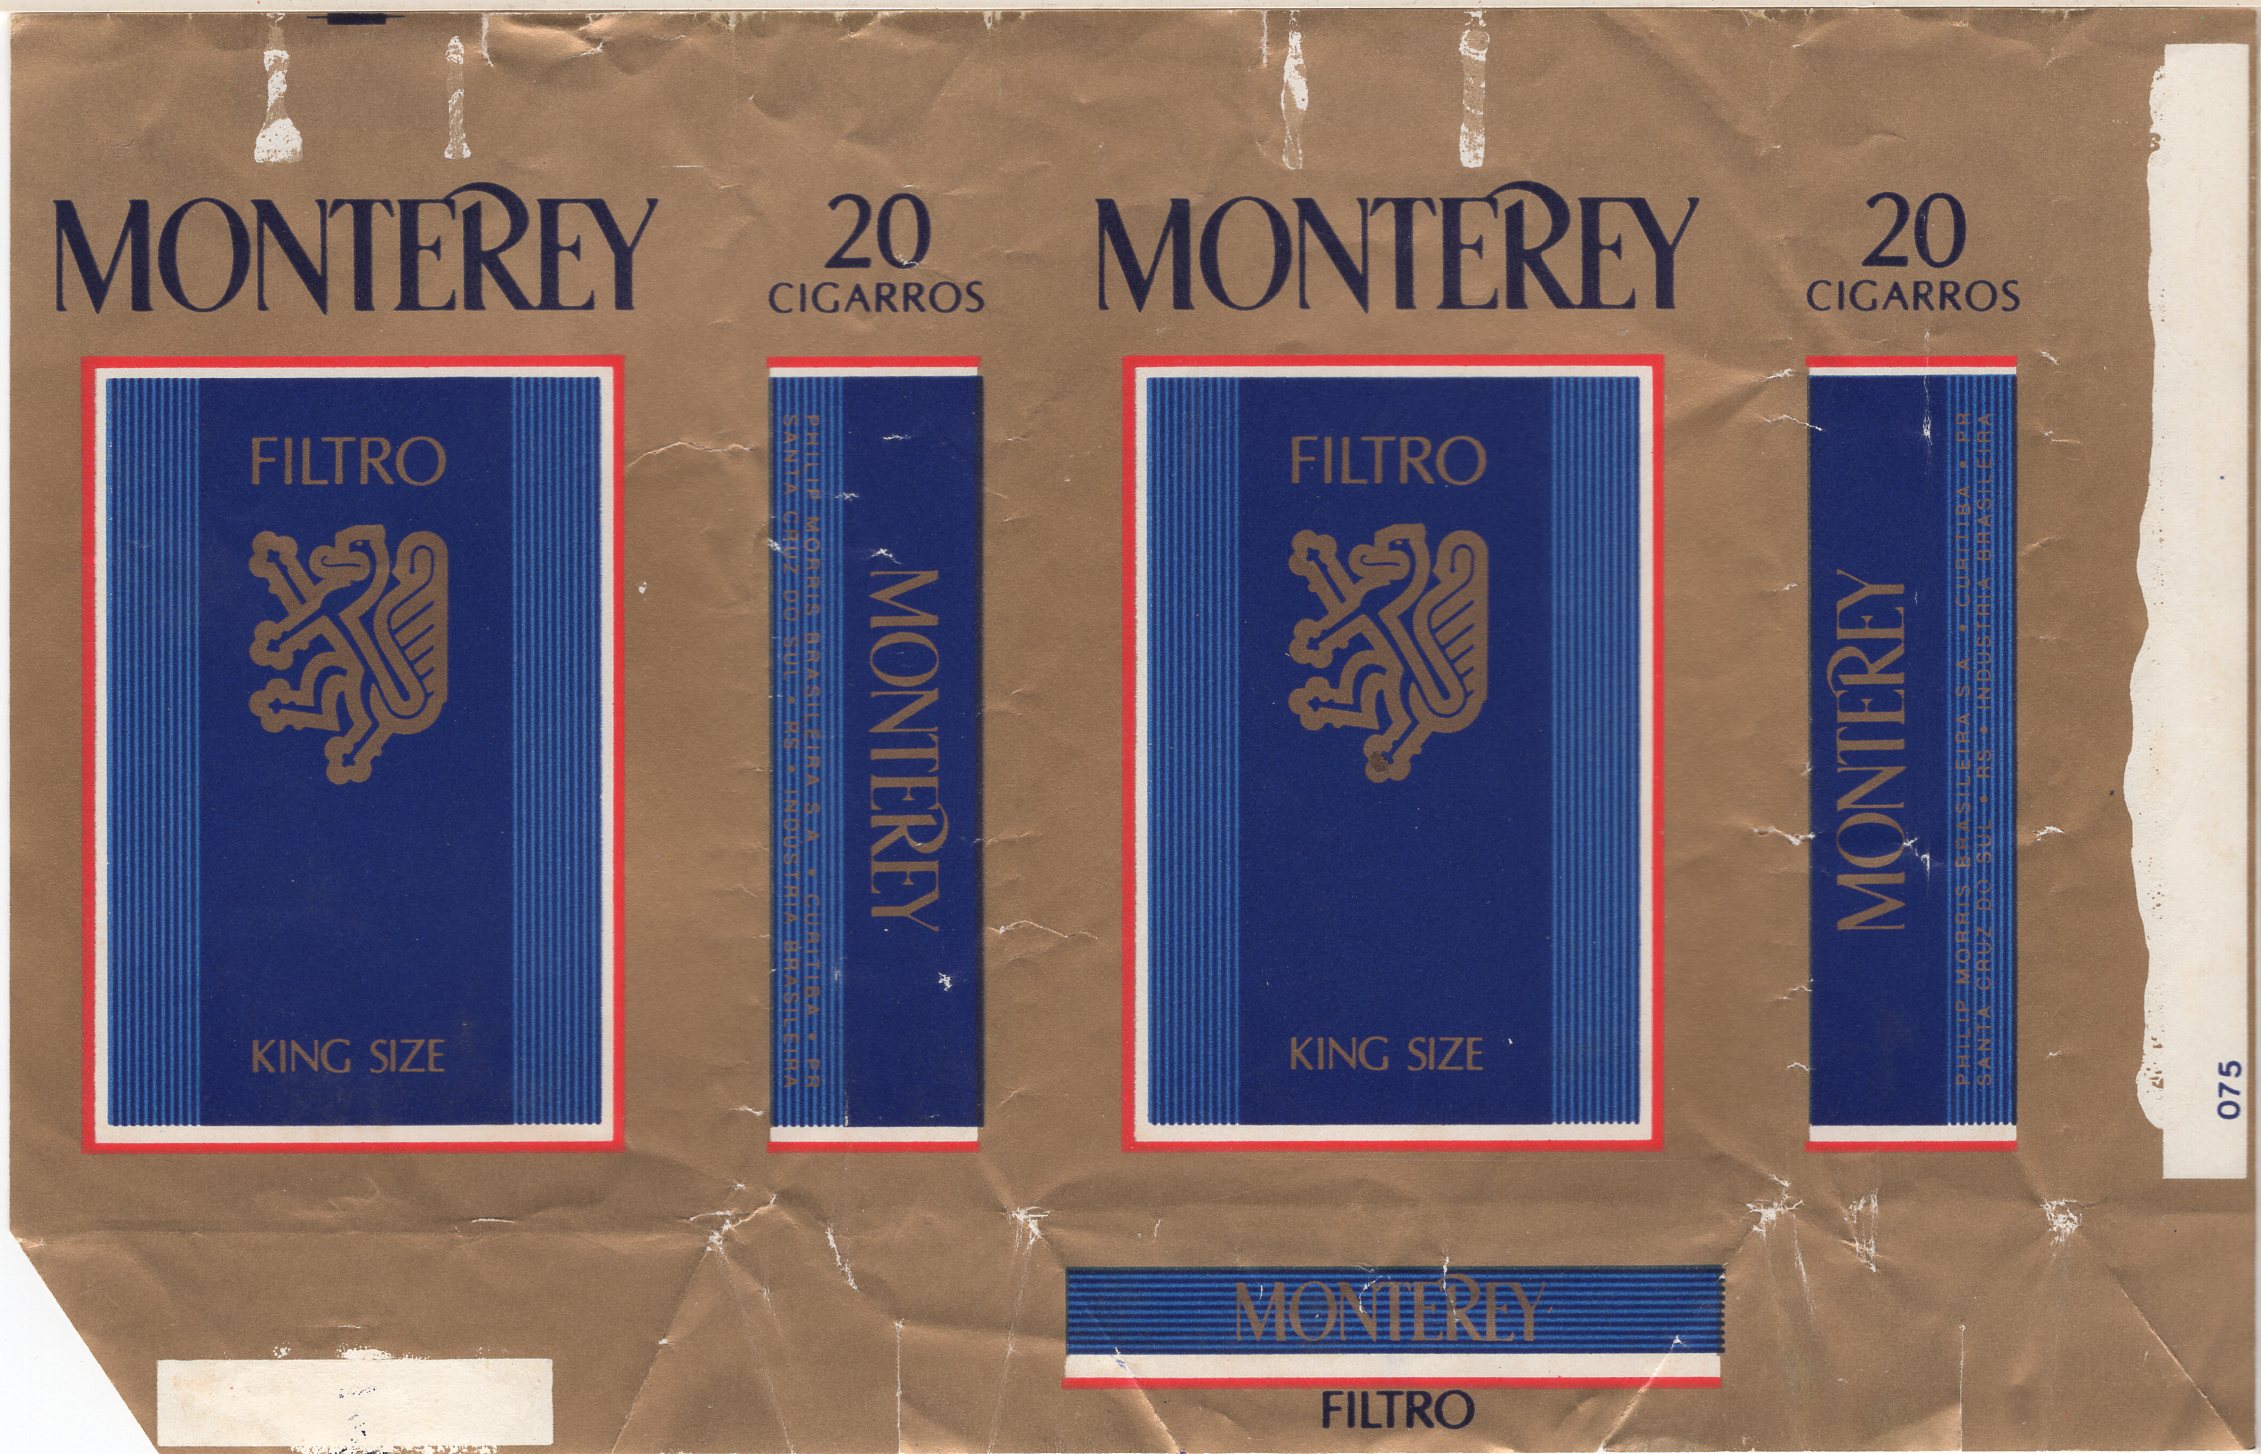 MONTEREY
FILTRO
KING SIZE
20
CIGARROS
MONTEREY
PHILIP MORRIS BRASILEIRA S.A. • CURITIBA • PR
SANTA CRUZ DO SUL • RS • INDUSTRIA BRASILEIRA
MONTEREY
FILTRO
KING SIZE
20
CIGARROS
MONTEREY
PHILIP MORRIS BRASILEIRA S.A. • CURITIBA • PR
SANTA CRUZ DO SUL • RS • INDUSTRIA BRASILEIRA
075
MONTEREY
FILTRO